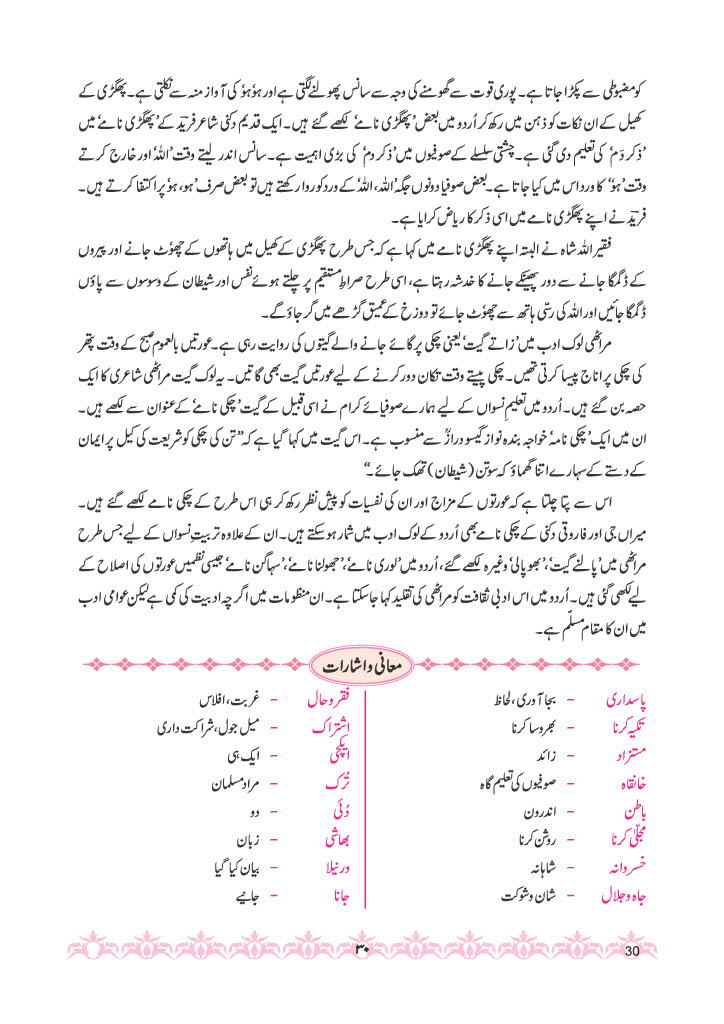 کو مضبوطی سے پکڑا جاتا ہے۔ پوری قوت سے گھومنے کی وجہ سے سانس پھولنے لگتی ہے اور ہؤ ہؤ کی آواز منہ سے نکلتی ہے۔ پھگڑی کے
کھیل کے ان نکات کو ذہن میں رکھ کر اُردو میں بعض ’پھگڑی نامے‘ لکھے گئے ہیں۔ ایک قدیم دکنی شاعر فریدؔ کے ’پھگڑی نامے‘ میں
’ذکرِ دَم‘ کی تعلیم دی گئی ہے۔ چشتی سلسلے کے صوفیوں میں ’ذکرِ دم‘ کی بڑی اہمیت ہے۔ سانس اندر لیتے وقت ’اللہ‘ اور خارج کرتے
وقت ’ہوٗ‘ کا ورد اس میں کیا جاتا ہے۔ بعض صوفیا دونوں جگہ ’اللہ، اللہ‘ کے ورد کو روا رکھتے ہیں تو بعض صرف ’ہو، ہو‘ پر اکتفا کرتے ہیں۔
فریدؔ نے اپنے پھگڑی نامے میں اسی ذکر کا ریاض کرایا ہے۔
فقیر اللہ شاہ نے البتہ اپنے پھگڑی نامے میں کہا ہے کہ جس طرح پھگڑی کے کھیل میں ہاتھوں کے چھوٗٹ جانے اور پیروں
کے ڈگمگا جانے سے دور پھینکے جانے کا خدشہ رہتا ہے، اسی طرح صراطِ مستقیم پر چلتے ہوئے نفس اور شیطان کے وسوسوں سے پاؤں
ڈگمگا جائیں اور اللہ کی رسّی ہاتھ سے چھوٗٹ جائے تو دوزخ کے عمیق گڑھے میں گر جاؤ گے۔
مراٹھی لوک ادب میں ’زاتے گیت‘ یعنی چکی پر گائے جانے والے گیتوں کی روایت رہی ہے۔ عورتیں بالعموم صبح کے وقت پتھر
کی چکی پر اناج پیسا کرتی تھیں۔ چکی پیستے وقت تکان دور کرنے کے لیے عورتیں گیت بھی گاتیں۔ یہ لوک گیت مراٹھی شاعری کا ایک
حصہ بن گئے ہیں۔ اُردو میں تعلیمِ نسواں کے لیے ہمارے صوفیائے کرام نے اسی قبیل کے گیت ’چکی نامے‘ کے عنوان سے لکھے ہیں۔
ان میں ایک ’چکی نامہ‘ خواجہ بندہ نواز گیسو درازؒ سے منسوب ہے۔ اس گیت میں کہا گیا ہے کہ ”تن کی چکی کو شریعت کی کیل پر ایمان
کے دستے کے سہارے اتنا گھماؤ کہ سوتن (شیطان) تھک جائے۔“
اس سے پتا چلتا ہے کہ عورتوں کے مزاج اور ان کی نفسیات کو پیشِ نظر رکھ کر ہی اس طرح کے چکی نامے لکھے گئے ہیں۔
میراں جی اور فاروقی دکنی کے چکی نامے بھی اُردو کے لوک ادب میں شمار ہوسکتے ہیں۔ ان کے علاوہ تربیتِ نسواں کے لیے جس طرح
مراٹھی میں ’پالنے گیت‘، ’بھوپالی‘ وغیرہ لکھے گئے، اُردو میں ’لوری نامے‘، ’جھولنا نامے‘، ’سہاگن نامے‘ جیسی نظمیں عورتوں کی اصلاح کے
لیے لکھی گئی ہیں۔ اُردو میں اس ادبی ثقافت کو مراٹھی کی تقلید کہا جاسکتا ہے۔ ان منظومات میں اگرچہ ادبیت کی کمی ہے لیکن عوامی ادب
میں ان کا مقام مسلّم ہے۔
معانی و اشارات
پاسداری – بجا آوری، لحاظ
تکیہ کرنا – بھروسا کرنا
مستزاد – زائد
خانقاہ – صوفیوں کی تعلیم گاہ
باطن – اندرون
مجلّٰی کرنا – روشن کرنا
خسروانہ – شاہانہ
جاہ و جلال – شان و شوکت
فقر و حال – غربت، افلاس
اشتراک – میل جول، شراکت داری
ایکچی – ایک ہی
تُرک – مراد مسلمان
دُئی – دو
بھاشی – زبان
ورنیلا – بیان کیا گیا
جانا – جانیے
۳۰
30